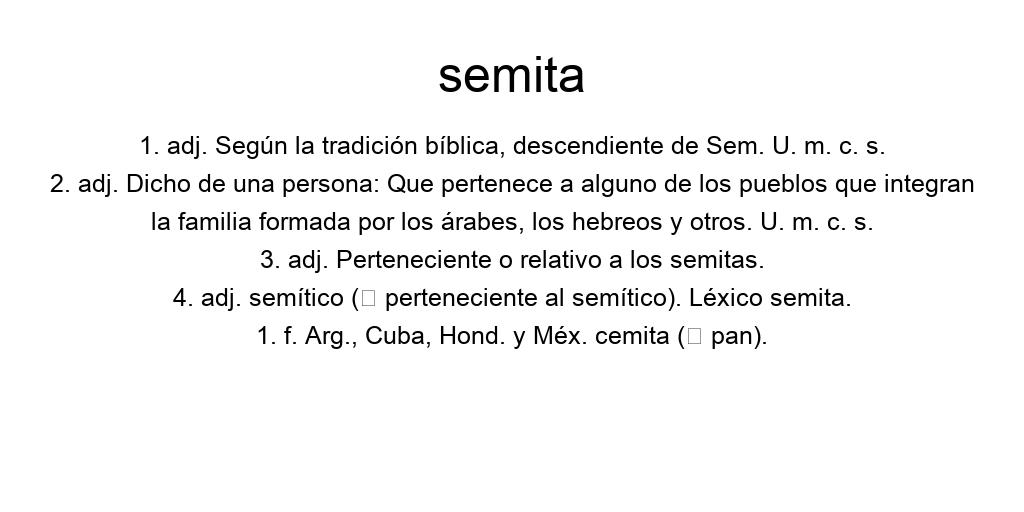 semita
1. adj. Según la tradición bíblica, descendiente de Sem. U. m. c. s.
2. adj. Dicho de una persona: Que pertenece a alguno de los pueblos que integran
la familia formada por los árabes, los hebreos y otros. U. m. c. s.
3. adj. Perteneciente o relativo a los semitas.
4. adj. semítico (□ perteneciente al semítico). Léxico semita.
1. f. Arg., Cuba, Hond. y Méx. cemita (□ pan).